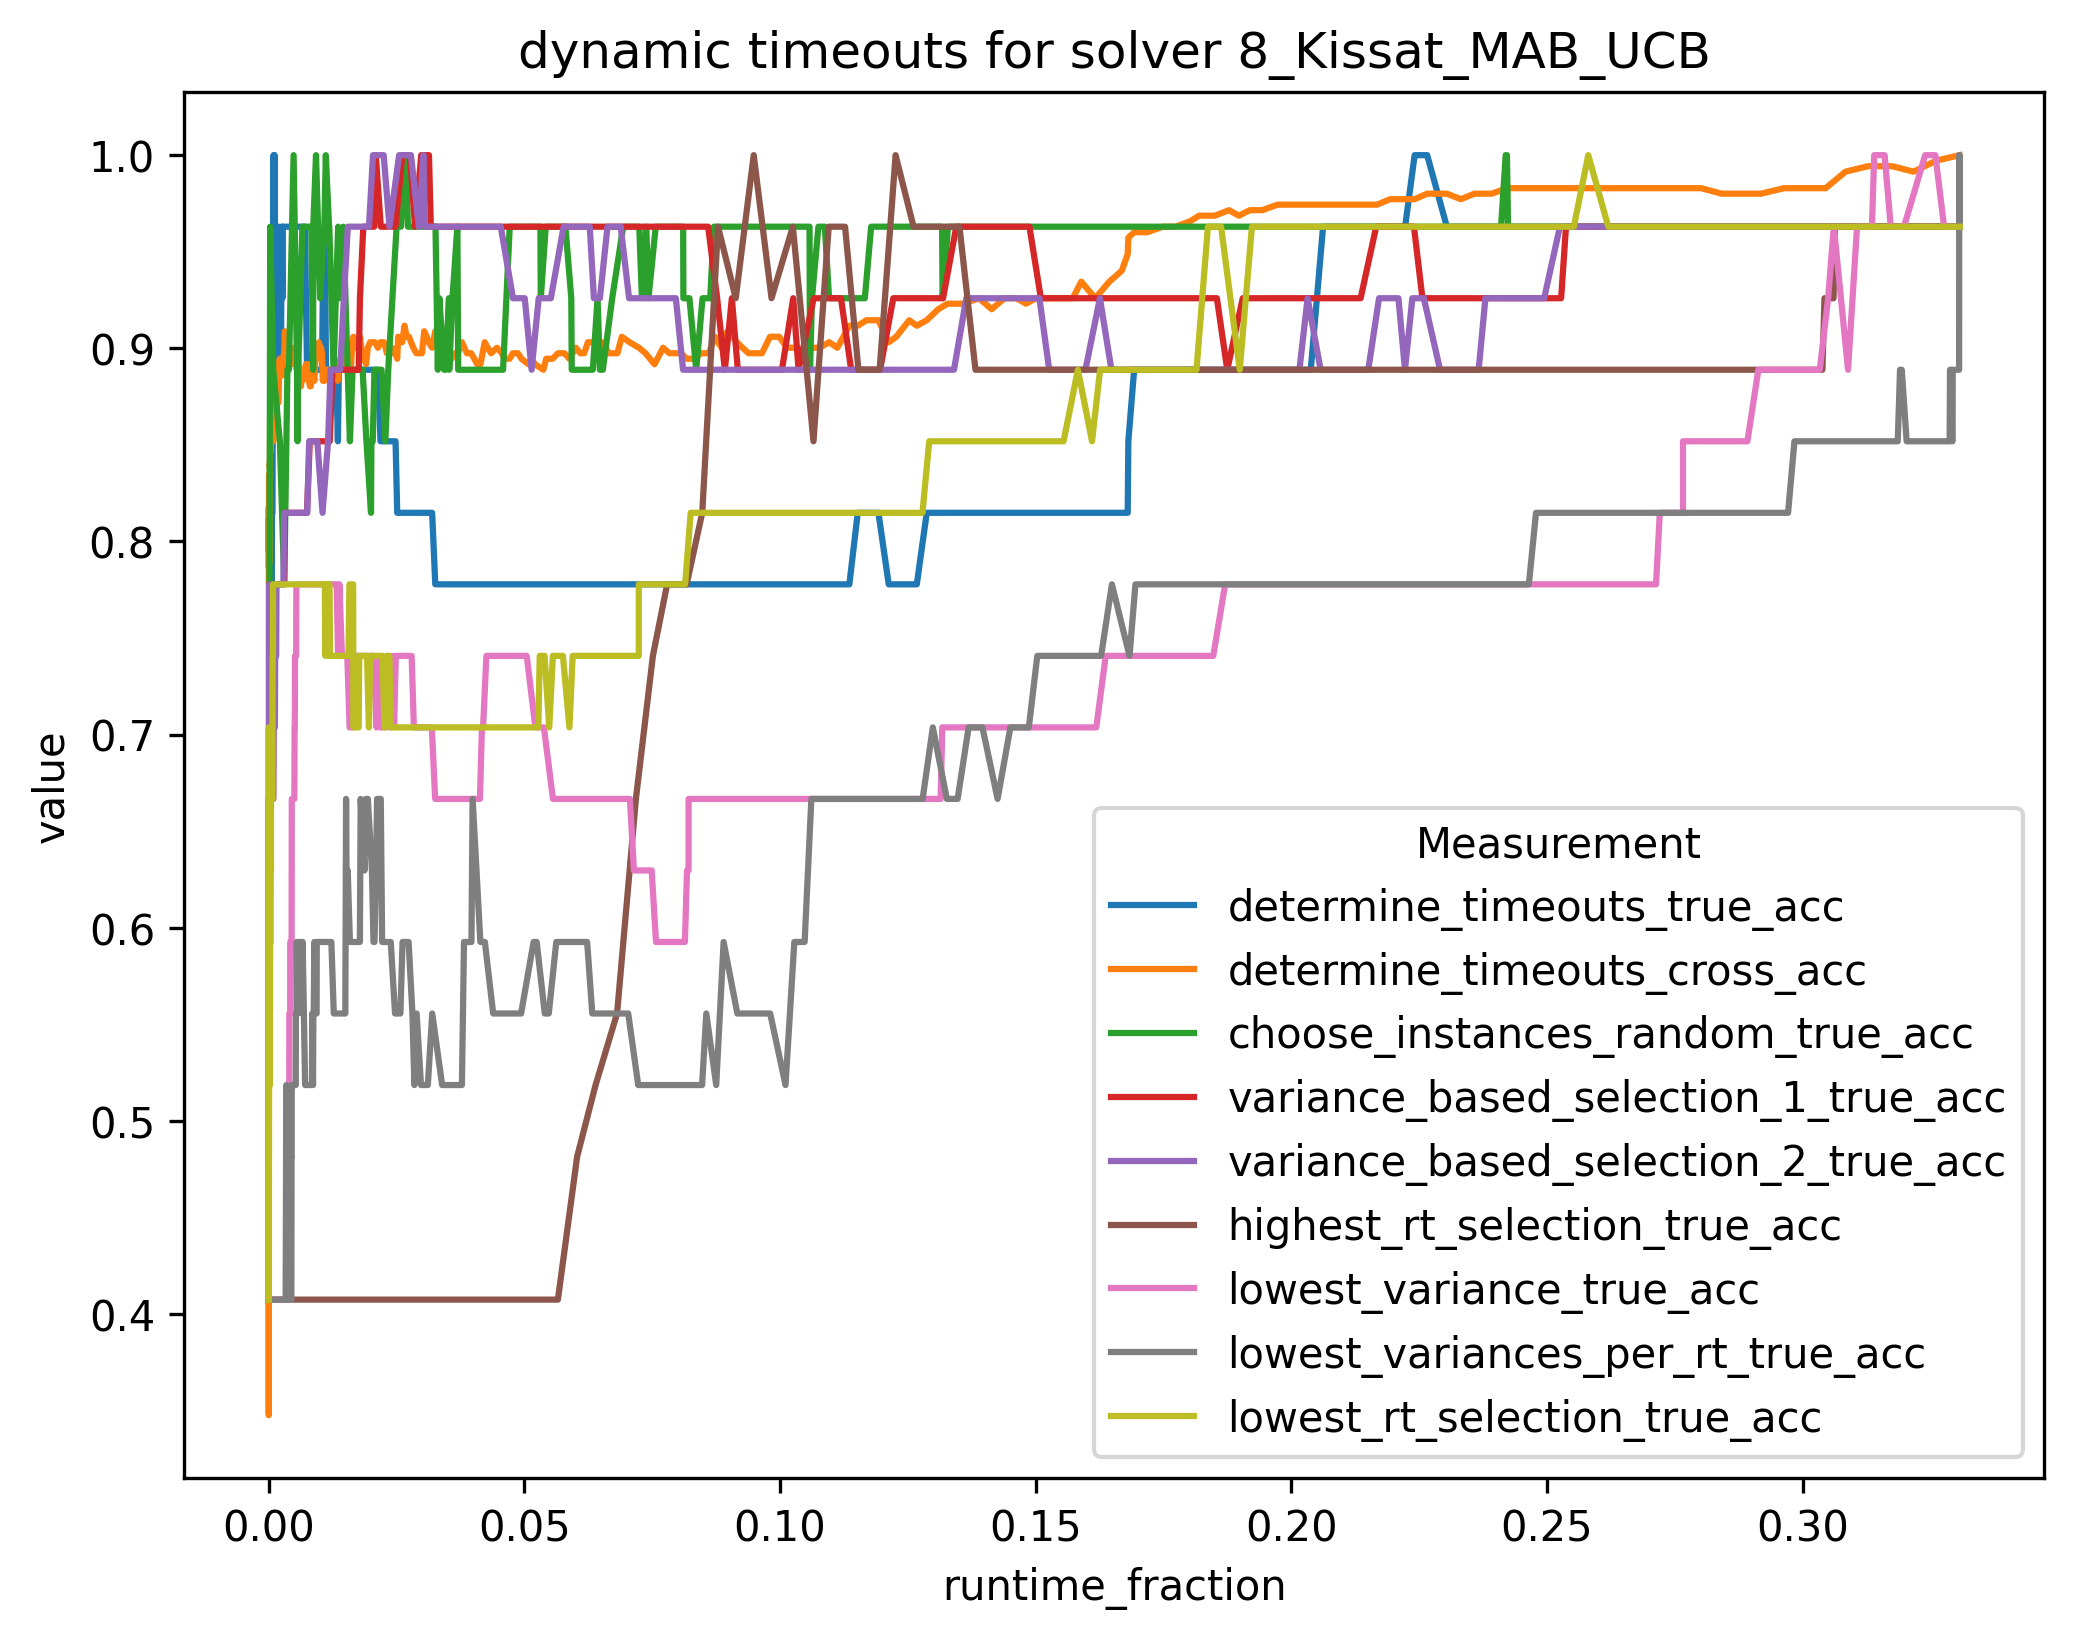 dynamic timeouts for solver 8_Kissat_MAB_UCB
1.0
0.9
0.8
0.7
0.6
0.5
0.4
value
0.00
0.05
0.10
0.15
0.20
0.25
0.30
runtime_fraction
Measurement
determine_timeouts_true_acc
determine_timeouts_cross_acc
choose_instances_random_true_acc
variance_based_selection_1_true_acc
variance_based_selection_2_true_acc
highest_rt_selection_true_acc
lowest_variance_true_acc
lowest_variances_per_rt_true_acc
lowest_rt_selection_true_acc